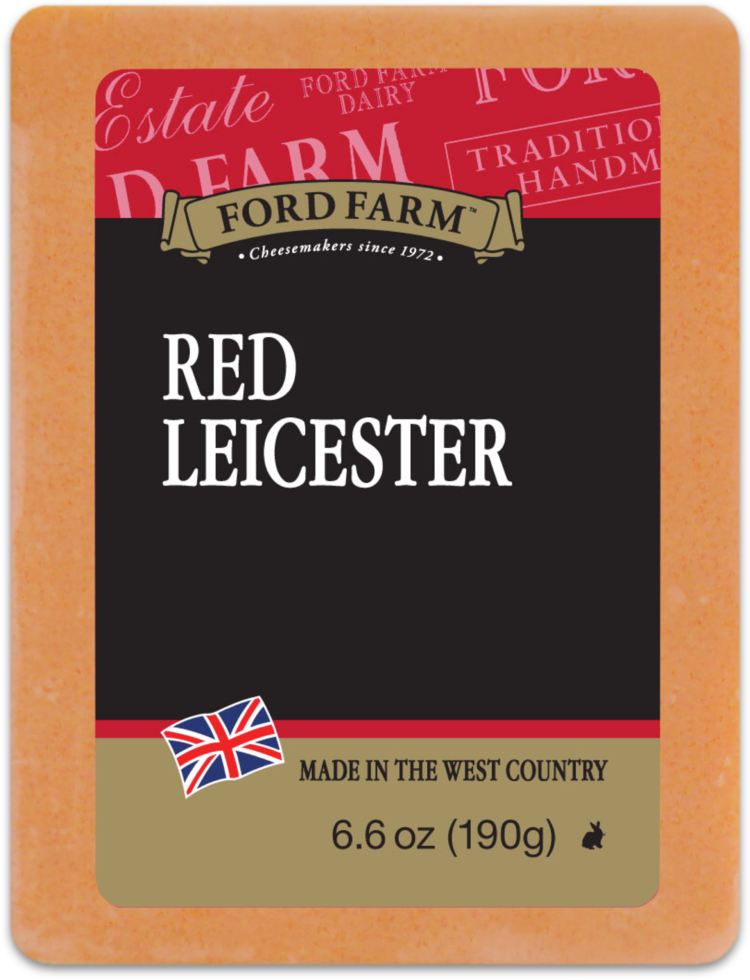 Estate
FORD FARM
DAIRY
D FARM
TRADITIO
HANDM
FORD FARM™
• Cheesemakers since 1972 •
RED
LEICESTER
MADE IN THE WEST COUNTRY
6.6 oz (190g)